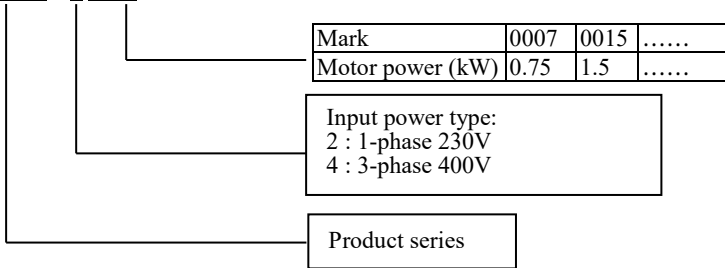 Mark 0007 0015 ……
Motor power (kW) 0.75 1.5 ……
Input power type:
2 : 1-phase 230V
4 : 3-phase 400V
Product series